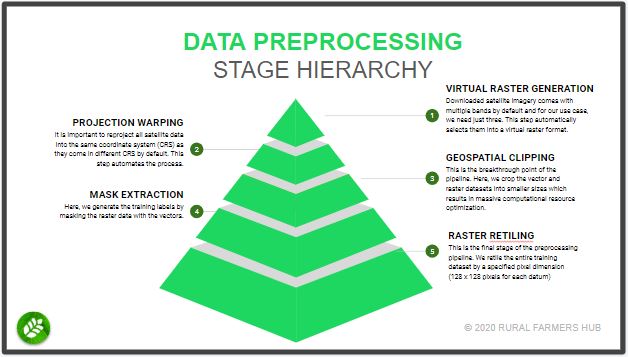 DATA PREPROCESSING
STAGE HIERARCHY
1
VIRTUAL RASTER GENERATION
Downloaded satellite imagery comes with
multiple bands by default and for our use case,
we need just three. This step automatically
selects them into a virtual raster format.
PROJECTION WARPING
It is important to reproject all satellite data
into the same coordinate system (CRS) as
they come in different CRS by default. This
step automates the process.
2
3
GEOSPATIAL CLIPPING
This is the breakthrough point of the
pipeline. Here, we crop the vector and
raster datasets into smaller sizes which
results in massive computational resource
optimization.
MASK EXTRACTION
Here, we generate the training labels by
masking the raster data with the vectors.
4
5
RASTER RETILING
This is the final stage of the preprocessing
pipeline. We retile the entire training
dataset by a specified pixel dimension
(128 x 128 pixels for each datum)
© 2020 RURAL FARMERS HUB